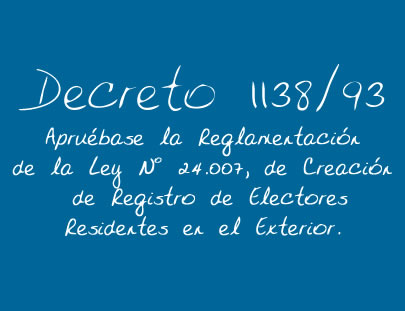 Decreto 1138/93
Apruébase la Reglamentación
de la Ley Nº 24.007, de Creación
de Registro de Electores
Residentes en el Exterior.